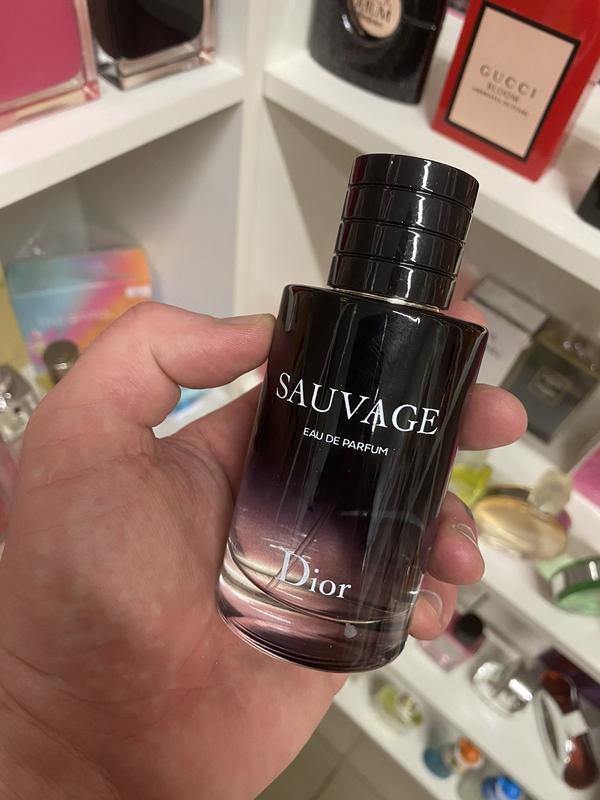 GUCCI
BLOOM
SAUVAGE
EAU DE PARFUM
Dior